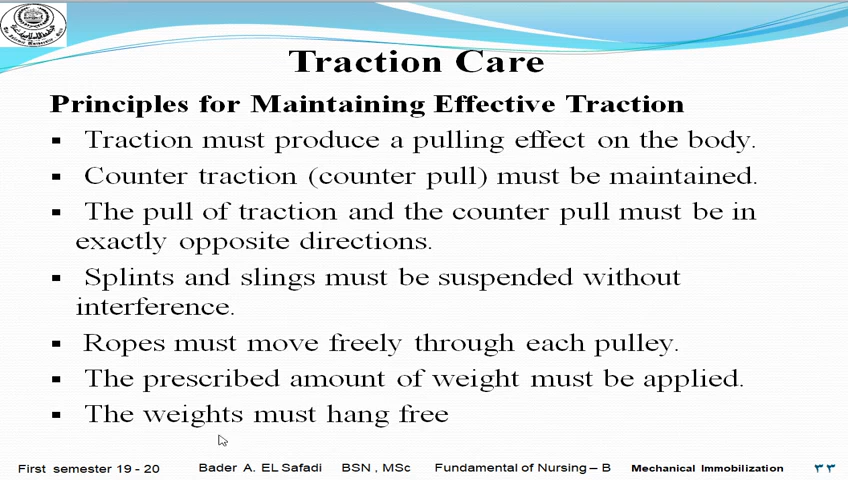 Traction Care
Principles for Maintaining Effective Traction
▪ Traction must produce a pulling effect on the body.
▪ Counter traction (counter pull) must be maintained.
▪ The pull of traction and the counter pull must be in
exactly opposite directions.
▪ Splints and slings must be suspended without
interference.
▪ Ropes must move freely through each pulley.
▪ The prescribed amount of weight must be applied.
▪ The weights must hang free
First semester 19 - 20 Bader A. EL Safadi BSN , MSc Fundamental of Nursing – B Mechanical Immobilization ٣٣